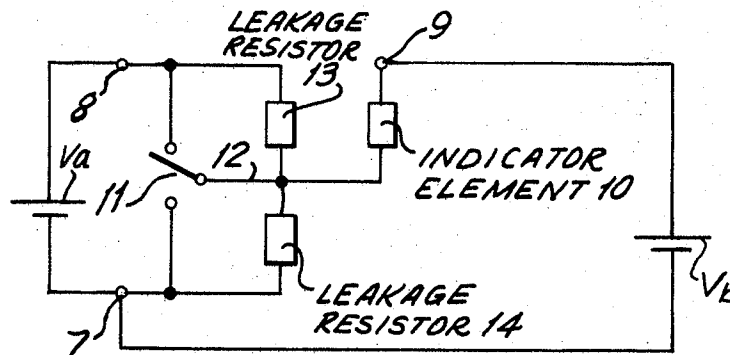 LEAKAGE
RESISTOR
13
9
8
Va
11
12
INDICATOR
ELEMENT 10
LEAKAGE
RESISTOR 14
7